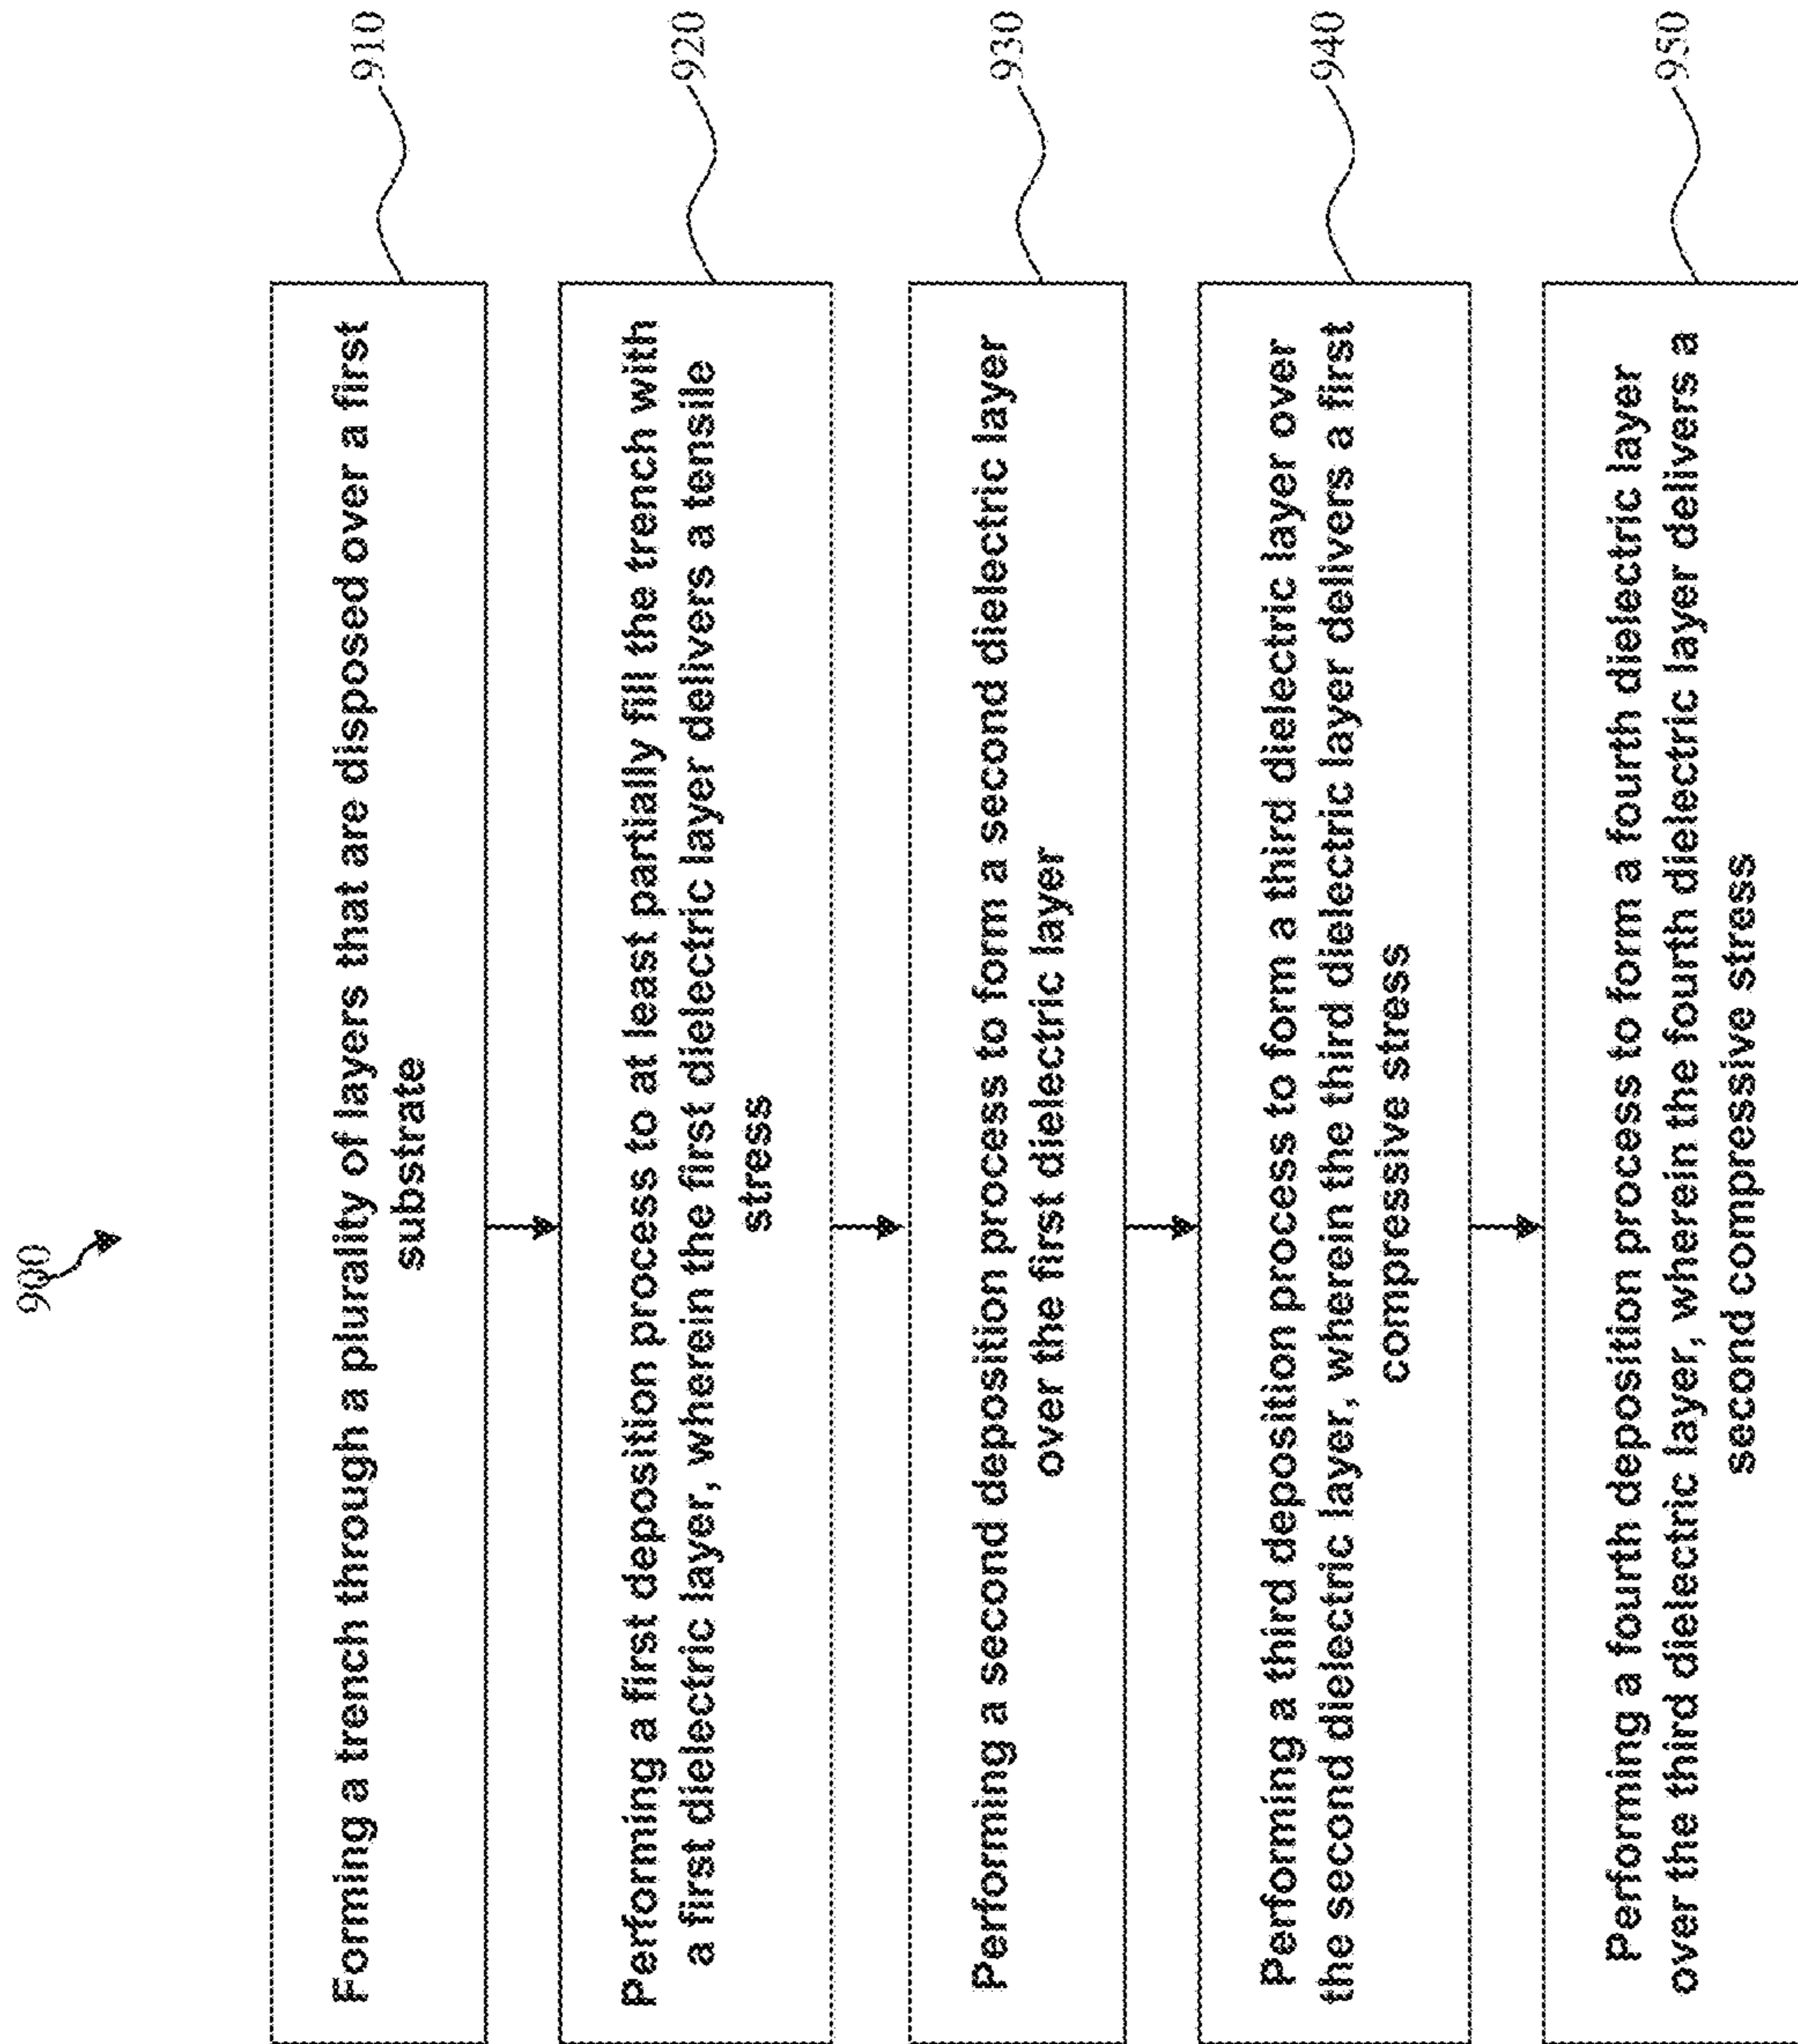 900
Forming a trench through a plurality of layers that are disposed over a first
substrate
910
Performing a first deposition process to at least partially fill the trench with
a first dielectric layer, wherein the first dielectric layer delivers a tensile
stress
920
Performing a second deposition process to form a second dielectric layer
over the first dielectric layer
930
Performing a third deposition process to form a third dielectric layer over
the second dielectric layer, wherein the third dielectric layer delivers a first
compressive stress
940
Performing a fourth deposition process to form a fourth dielectric layer
over the third dielectric layer, wherein the fourth dielectric layer delivers a
second compressive stress
950